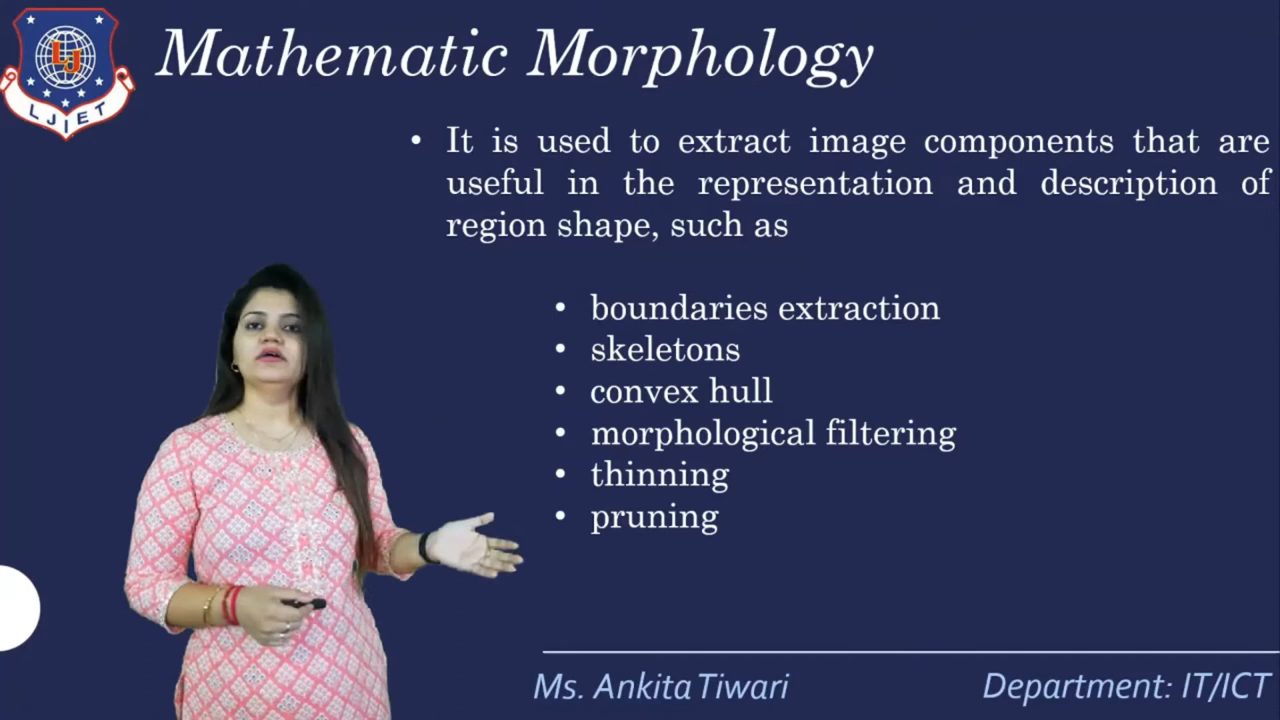 LJ
LJIET
Mathematic Morphology
• It is used to extract image components that are
useful in the representation and description of
region shape, such as
• boundaries extraction
• skeletons
• convex hull
• morphological filtering
• thinning
• pruning
Ms. Ankita Tiwari
Department: IT/ICT